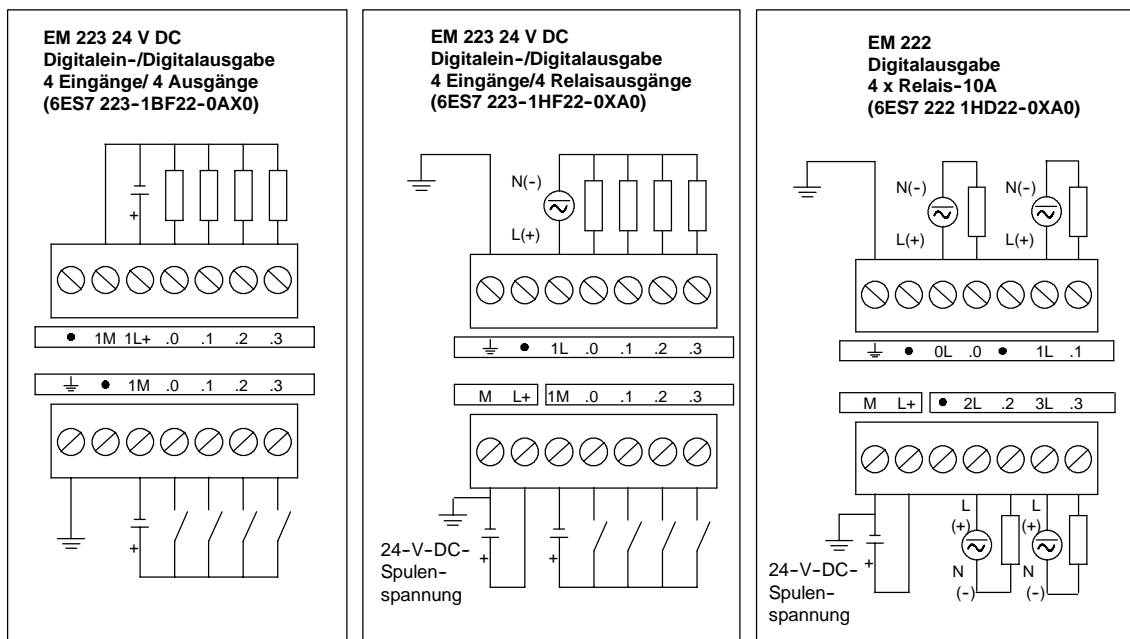 EM 223 24 V DC
Digitalein-/Digitalausgabe
4 Eingänge/ 4 Ausgänge
(6ES7 223-1BF22-0AX0)
+
● 1M 1L+ .0 .1 .2 .3
⏚ ● 1M .0 .1 .2 .3
+
EM 223 24 V DC
Digitalein-/Digitalausgabe
4 Eingänge/4 Relaisausgänge
(6ES7 223-1HF22-0XA0)
N(-)
L(+)
⏚ ● 1L .0 .1 .2 .3
M L+ 1M .0 .1 .2 .3
+ +
24-V-DC-
Spulen-
spannung
EM 222
Digitalausgabe
4 x Relais-10A
(6ES7 222 1HD22-0XA0)
N(-) N(-)
L(+) L(+)
⏚ ● 0L .0 ● 1L .1
M L+ ● 2L .2 3L .3
L L
(+) (+)
+
N N
(-) (-)
24-V-DC-
Spulen-
spannung